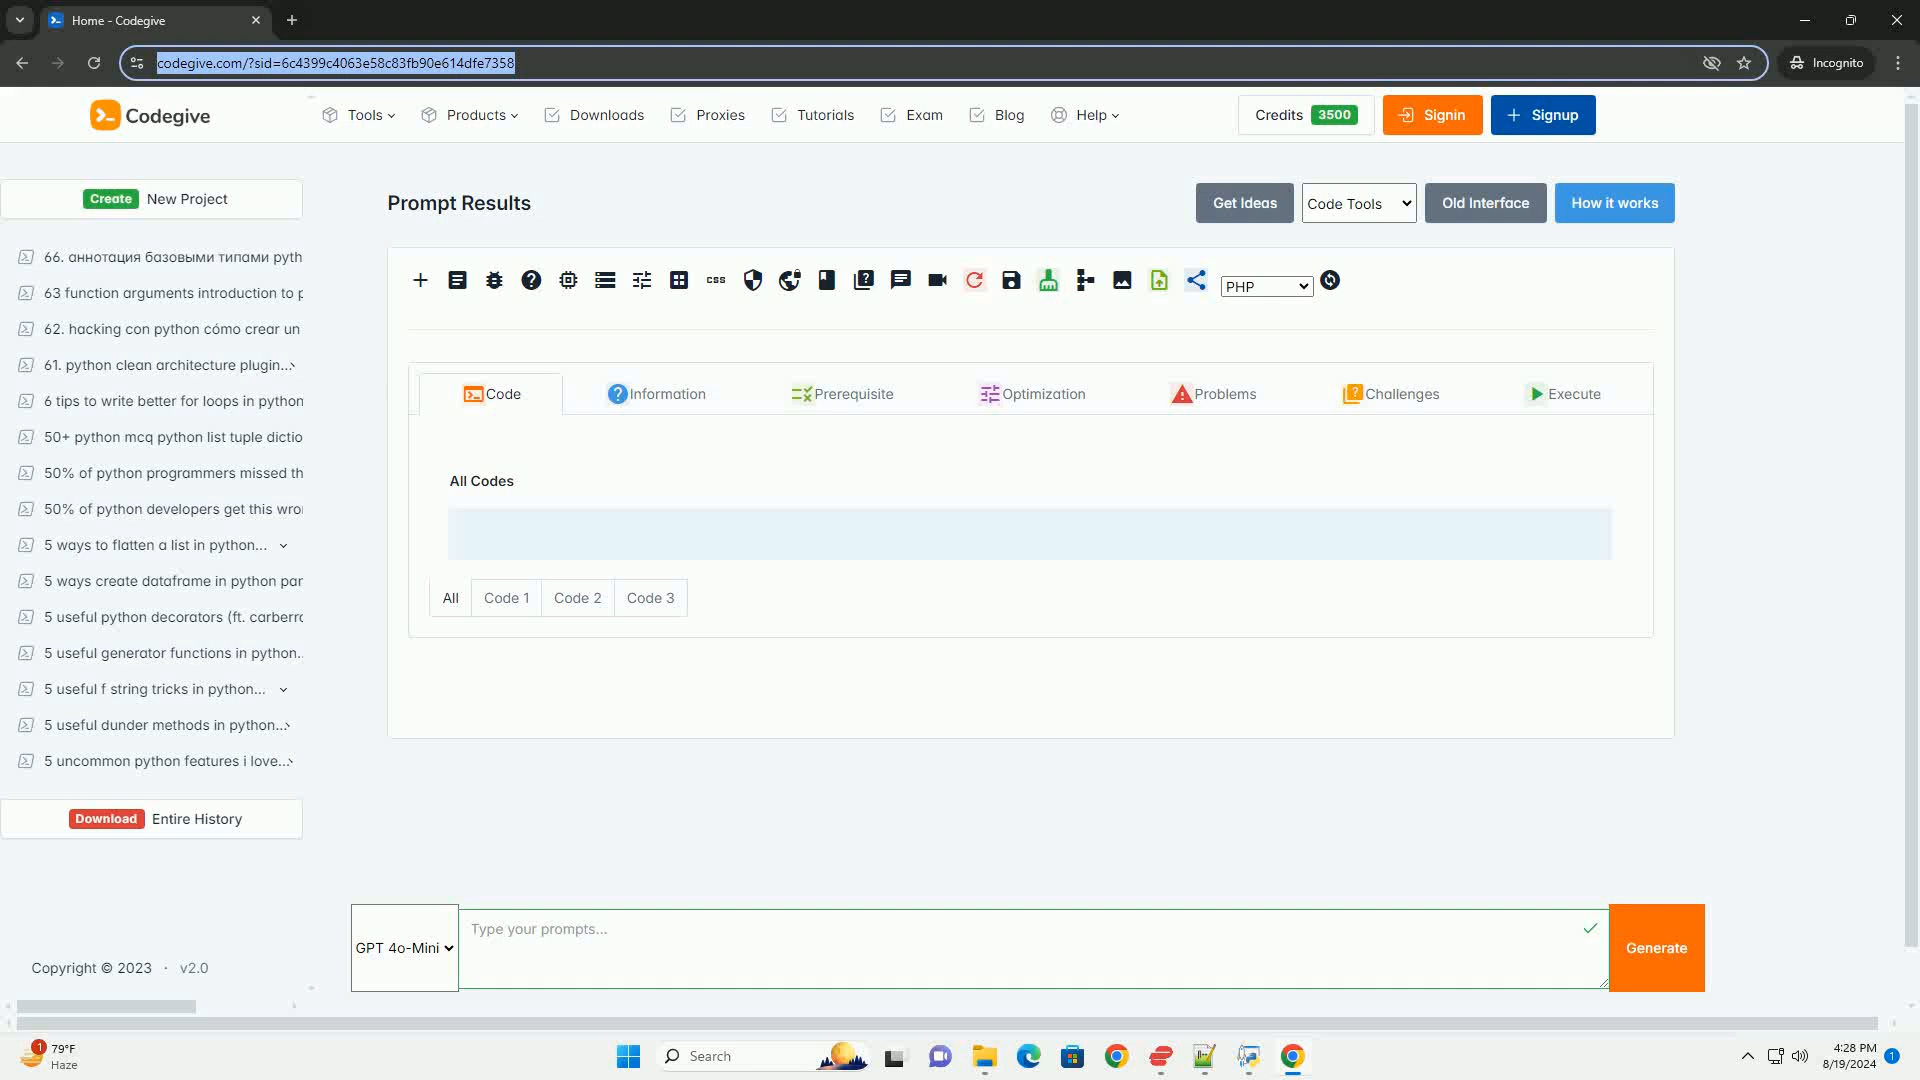 Home - Codegive
codegive.com/?sid=6c4399c4063e58c83fb90e614dfe7358
Incognito
Codegive
Tools
Products
Downloads
Proxies
Tutorials
Exam
Blog
Help
Credits 3500
Signin
Signup
Create New Project
66. аннотация базовыми типами pyth
63 function arguments introduction to p
62. hacking con python cómo crear un
61. python clean architecture plugin...
6 tips to write better for loops in python
50+ python mcq python list tuple dictio
50% of python programmers missed th
50% of python developers get this wro
5 ways to flatten a list in python...
5 ways create dataframe in python pan
5 useful python decorators (ft. carberra
5 useful generator functions in python.
5 useful f string tricks in python...
5 useful dunder methods in python...
5 uncommon python features i love...
Download Entire History
Copyright © 2023 · v2.0
Prompt Results
Get Ideas
Code Tools
Old Interface
How it works
css
PHP
Code
Information
Prerequisite
Optimization
Problems
Challenges
Execute
All Codes
All
Code 1
Code 2
Code 3
GPT 4o-Mini
Type your prompts...
Generate
1
79°F
Haze
Search
4:28 PM
8/19/2024
1